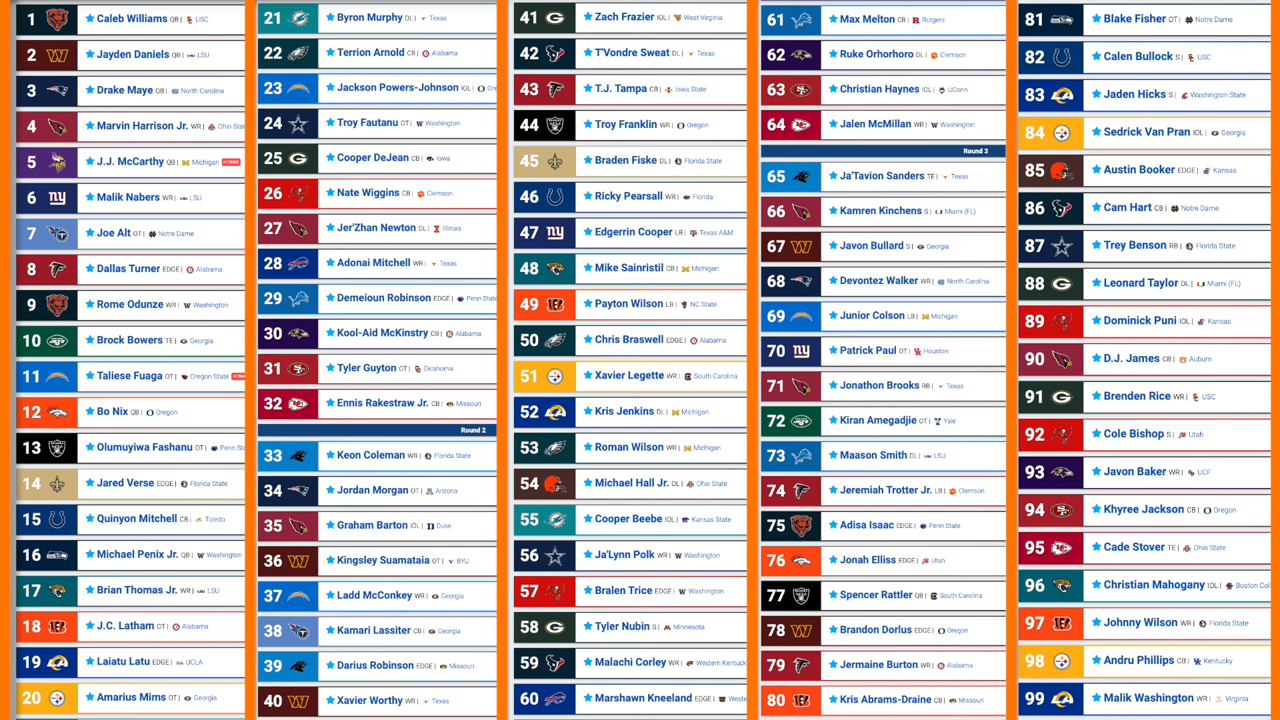 1 Caleb Williams QB | USC
2 Jayden Daniels QB | LSU
3 Drake Maye QB | North Carolina
4 Marvin Harrison Jr. WR | Ohio Sta
5 J.J. McCarthy QB | Michigan
6 Malik Nabers WR | LSU
7 Joe Alt OT | Notre Dame
8 Dallas Turner EDGE | Alabama
9 Rome Odunze WR | Washington
10 Brock Bowers TE | Georgia
11 Taliese Fuaga OT | Oregon State
12 Bo Nix QB | Oregon
13 Olumuyiwa Fashanu OT | Penn St
14 Jared Verse EDGE | Florida State
15 Quinyon Mitchell CB | Toledo
16 Michael Penix Jr. QB | Washington
17 Brian Thomas Jr. WR | LSU
18 J.C. Latham OT | Alabama
19 Laiatu Latu EDGE | UCLA
20 Amarius Mims OT | Georgia
21 Byron Murphy DL | Texas
22 Terrion Arnold CB | Alabama
23 Jackson Powers-Johnson IOL | Ore
24 Troy Fautanu OT | Washington
25 Cooper DeJean CB | Iowa
26 Nate Wiggins CB | Clemson
27 Jer'Zhan Newton DL | Illinois
28 Adonai Mitchell WR | Texas
29 Demeioun Robinson EDGE | Penn State
30 Kool-Aid McKinstry CB | Alabama
31 Tyler Guyton OT | Oklahoma
32 Ennis Rakestraw Jr. CB | Missouri
Round 2
33 Keon Coleman WR | Florida State
34 Jordan Morgan OT | Arizona
35 Graham Barton IOL | Duke
36 Kingsley Suamataia OT | BYU
37 Ladd McConkey WR | Georgia
38 Kamari Lassiter CB | Georgia
39 Darius Robinson EDGE | Missouri
40 Xavier Worthy WR | Texas
41 Zach Frazier IOL | West Virginia
42 T'Vondre Sweat DL | Texas
43 T.J. Tampa CB | Iowa State
44 Troy Franklin WR | Oregon
45 Braden Fiske DL | Florida State
46 Ricky Pearsall WR | Florida
47 Edgerrin Cooper LB | Texas A&M
48 Mike Sainristil CB | Michigan
49 Payton Wilson LB | NC State
50 Chris Braswell EDGE | Alabama
51 Xavier Legette WR | South Carolina
52 Kris Jenkins DL | Michigan
53 Roman Wilson WR | Michigan
54 Michael Hall Jr. DL | Ohio State
55 Cooper Beebe IOL | Kansas State
56 Ja'Lynn Polk WR | Washington
57 Bralen Trice EDGE | Washington
58 Tyler Nubin S | Minnesota
59 Malachi Corley WR | Western Kentuck
60 Marshawn Kneeland EDGE | Weste
61 Max Melton CB | Rutgers
62 Ruke Orhorhoro DL | Clemson
63 Christian Haynes IOL | UConn
64 Jalen McMillan WR | Washington
Round 3
65 Ja'Tavion Sanders TE | Texas
66 Kamren Kinchens S | Miami (FL)
67 Javon Bullard S | Georgia
68 Devontez Walker WR | North Carolina
69 Junior Colson LB | Michigan
70 Patrick Paul OT | Houston
71 Jonathon Brooks RB | Texas
72 Kiran Amegadjie OT | Yale
73 Maason Smith DL | LSU
74 Jeremiah Trotter Jr. LB | Clemson
75 Adisa Isaac EDGE | Penn State
76 Jonah Elliss EDGE | Utah
77 Spencer Rattler QB | South Carolina
78 Brandon Dorlus EDGE | Oregon
79 Jermaine Burton WR | Alabama
80 Kris Abrams-Draine CB | Missouri
81 Blake Fisher OT | Notre Dame
82 Calen Bullock S | USC
83 Jaden Hicks S | Washington State
84 Sedrick Van Pran IOL | Georgia
85 Austin Booker EDGE | Kansas
86 Cam Hart CB | Notre Dame
87 Trey Benson RB | Florida State
88 Leonard Taylor DL | Miami (FL)
89 Dominick Puni IOL | Kansas
90 D.J. James CB | Auburn
91 Brenden Rice WR | USC
92 Cole Bishop S | Utah
93 Javon Baker WR | UCF
94 Khyree Jackson CB | Oregon
95 Cade Stover TE | Ohio State
96 Christian Mahogany IOL | Boston Col
97 Johnny Wilson WR | Florida State
98 Andru Phillips CB | Kentucky
99 Malik Washington WR | Virginia